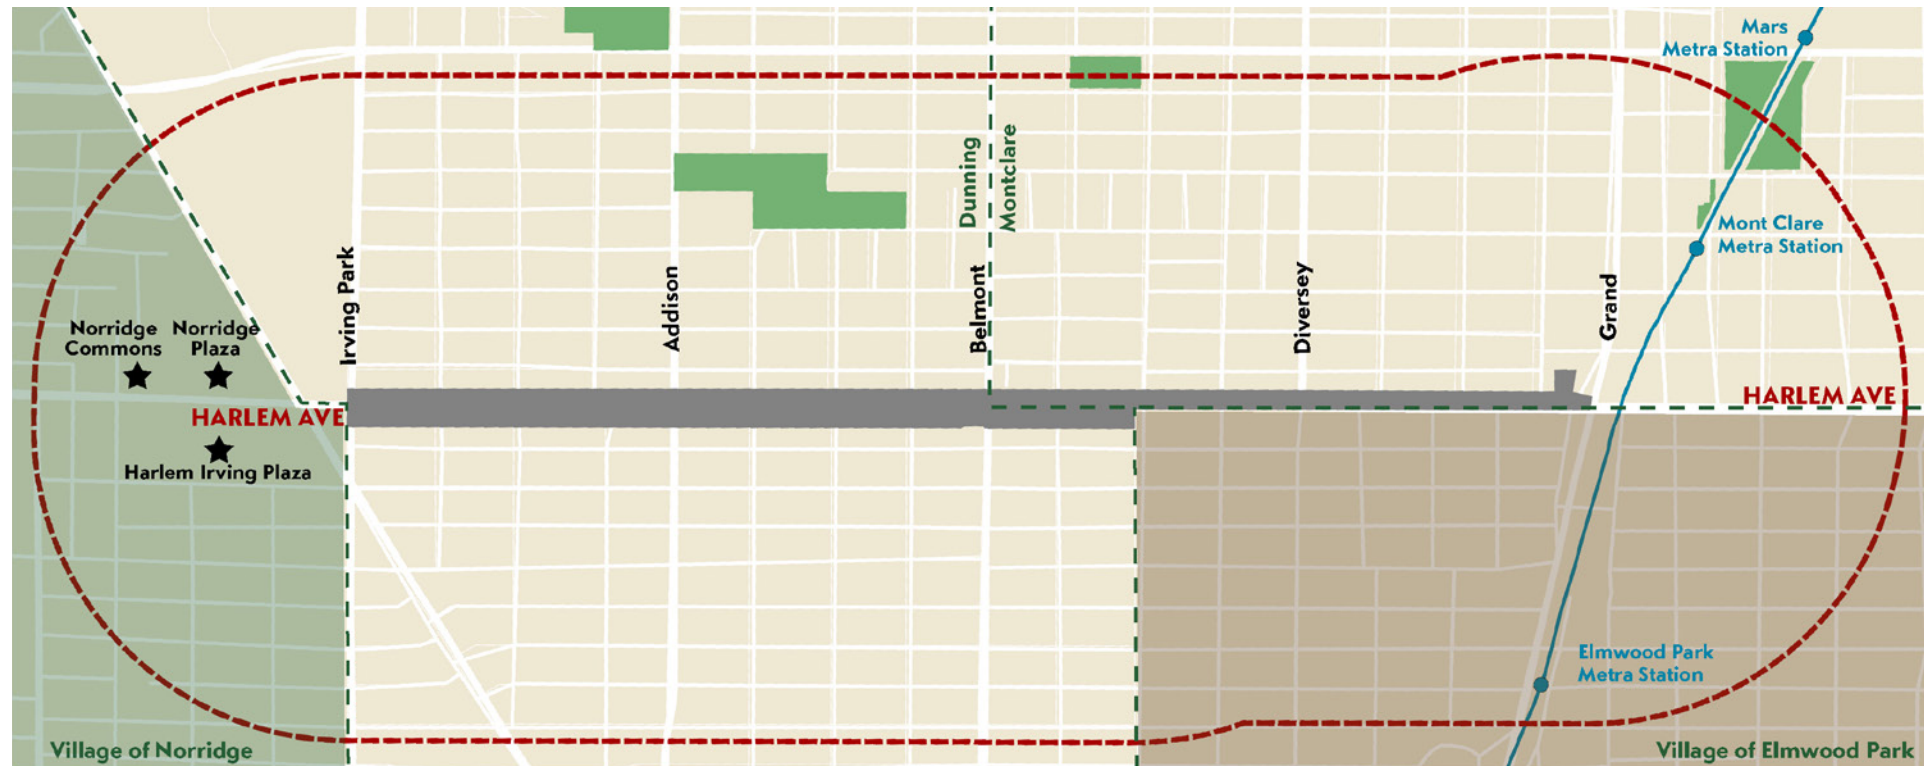 Mars
Metra Station
Dunning
Montclare
Mont Clare
Metra Station
Irving Park
Addison
Belmont
Diversey
Grand
Norridge
Commons
Norridge
Plaza
HARLEM AVE
HARLEM AVE
Harlem Irving Plaza
Elmwood Park
Metra Station
Village of Norridge
Village of Elmwood Park